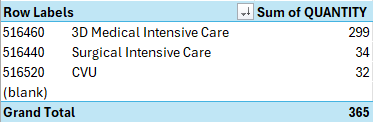 Row Labels Sum of QUANTITY
516460 3D Medical Intensive Care 299
516440 Surgical Intensive Care 34
516520 CVU 32
(blank)
Grand Total 365